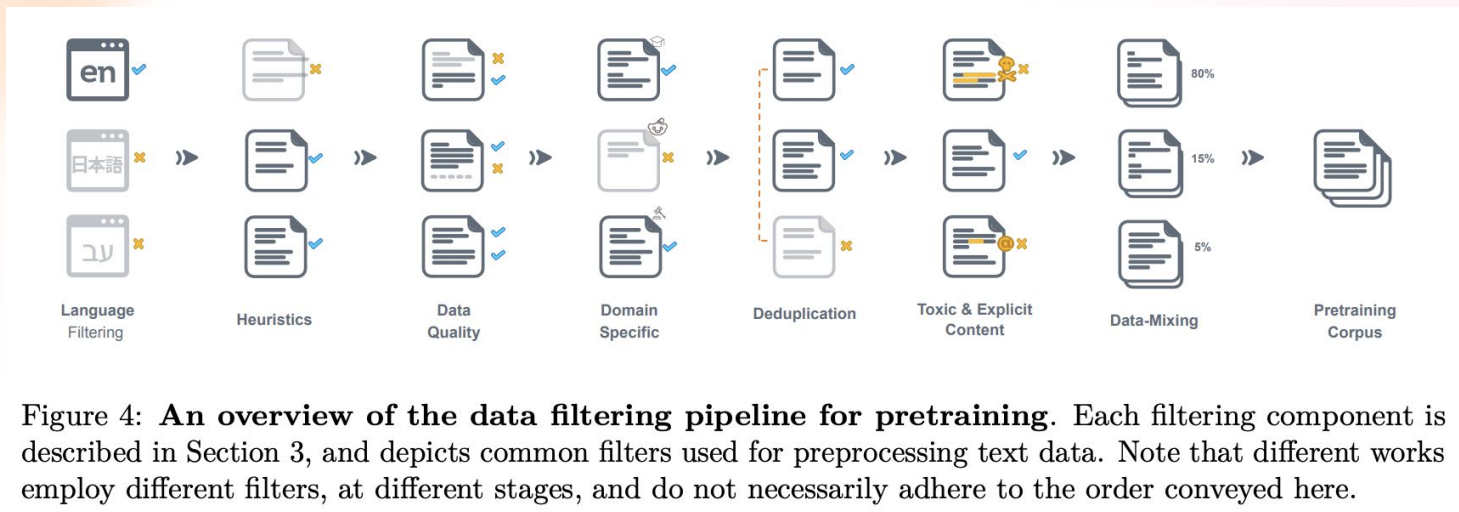 en
日本語
עב
80%
15%
5%
@
Language
Filtering
Heuristics
Data
Quality
Domain
Specific
Deduplication
Toxic & Explicit
Content
Data-Mixing
Pretraining
Corpus
Figure 4: An overview of the data filtering pipeline for pretraining. Each filtering component is
described in Section 3, and depicts common filters used for preprocessing text data. Note that different works
employ different filters, at different stages, and do not necessarily adhere to the order conveyed here.